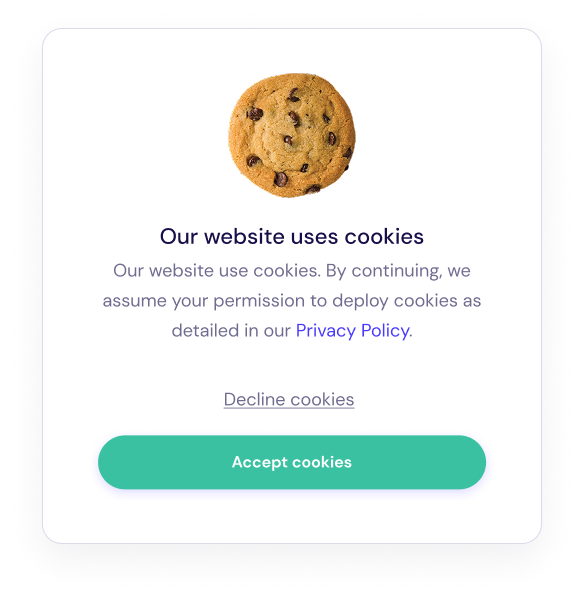 Our website uses cookies
Our website use cookies. By continuing, we
assume your permission to deploy cookies as
detailed in our Privacy Policy.
Decline cookies
Accept cookies